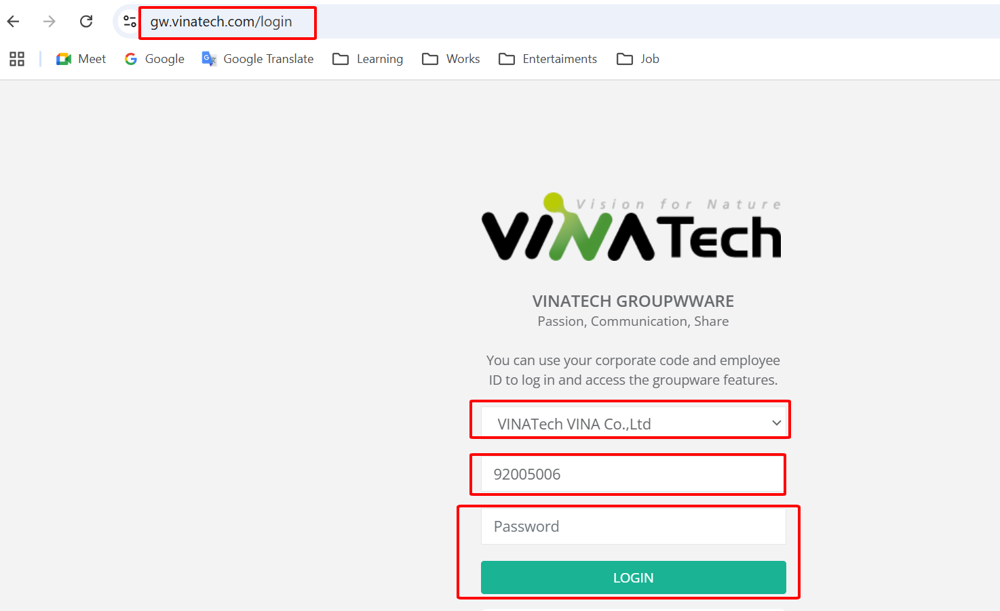 gw.vinatech.com/login
Meet Google Google Translate Learning Works Entertaiments Job
Vision for Nature
VINATech
VINATECH GROUPWWARE
Passion, Communication, Share
You can use your corporate code and employee
ID to log in and access the groupware features.
VINATech VINA Co.,Ltd
92005006
Password
LOGIN